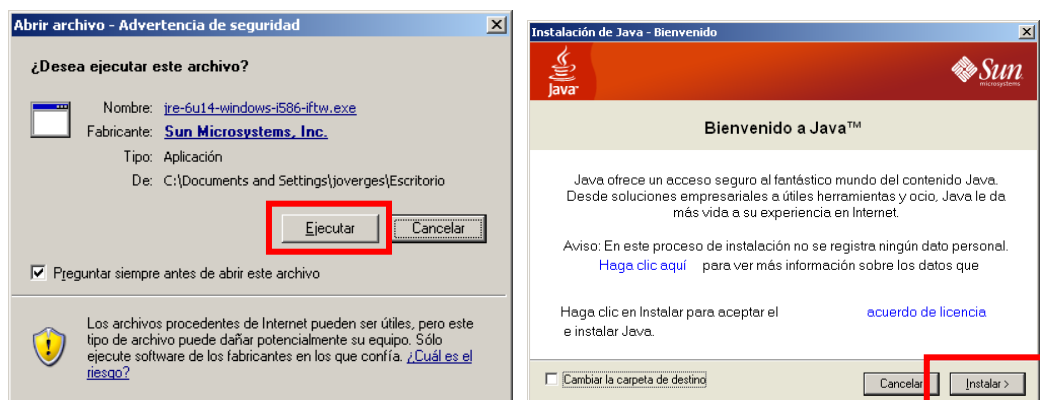 Abrir archivo - Advertencia de seguridad
¿Desea ejecutar este archivo?
Nombre: jre-6u14-windows-i586-iftw.exe
Fabricante: Sun Microsystems, Inc.
Tipo: Aplicación
De: C:\Documents and Settings\joverges\Escritorio
Ejecutar
Cancelar
Preguntar siempre antes de abrir este archivo
Los archivos procedentes de Internet pueden ser útiles, pero este
tipo de archivo puede dañar potencialmente su equipo. Sólo
ejecute software de los fabricantes en los que confía. ¿Cuál es el
riesgo?
Instalación de Java - Bienvenido
Java
Sun
microsystems
Bienvenido a Java™
Java ofrece un acceso seguro al fantástico mundo del contenido Java.
Desde soluciones empresariales a útiles herramientas y ocio, Java le da
más vida a su experiencia en Internet.
Aviso: En este proceso de instalación no se registra ningún dato personal.
Haga clic aquí para ver más información sobre los datos que
Haga clic en Instalar para aceptar el acuerdo de licencia
e instalar Java.
Cambiar la carpeta de destino
Cancelar
Instalar >